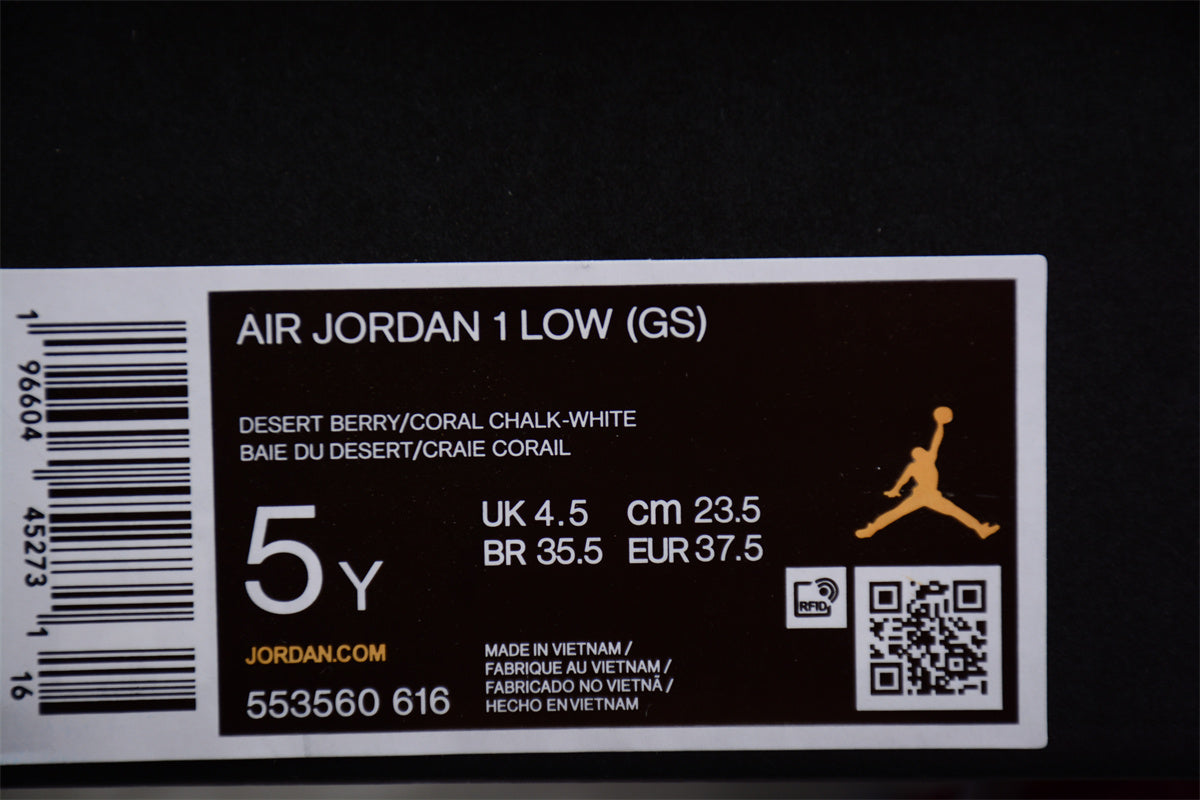 AIR JORDAN 1 LOW (GS)
DESERT BERRY/CORAL CHALK-WHITE
BAIE DU DESERT/CRAIE CORAIL
5 Y
UK 4.5 cm 23.5
BR 35.5 EUR 37.5
JORDAN.COM
553560 616
MADE IN VIETNAM /
FABRIQUE AU VIETNAM /
FABRICADO NO VIETNÃ /
HECHO EN VIETNAM
RFID
1 96604 45273 1 16